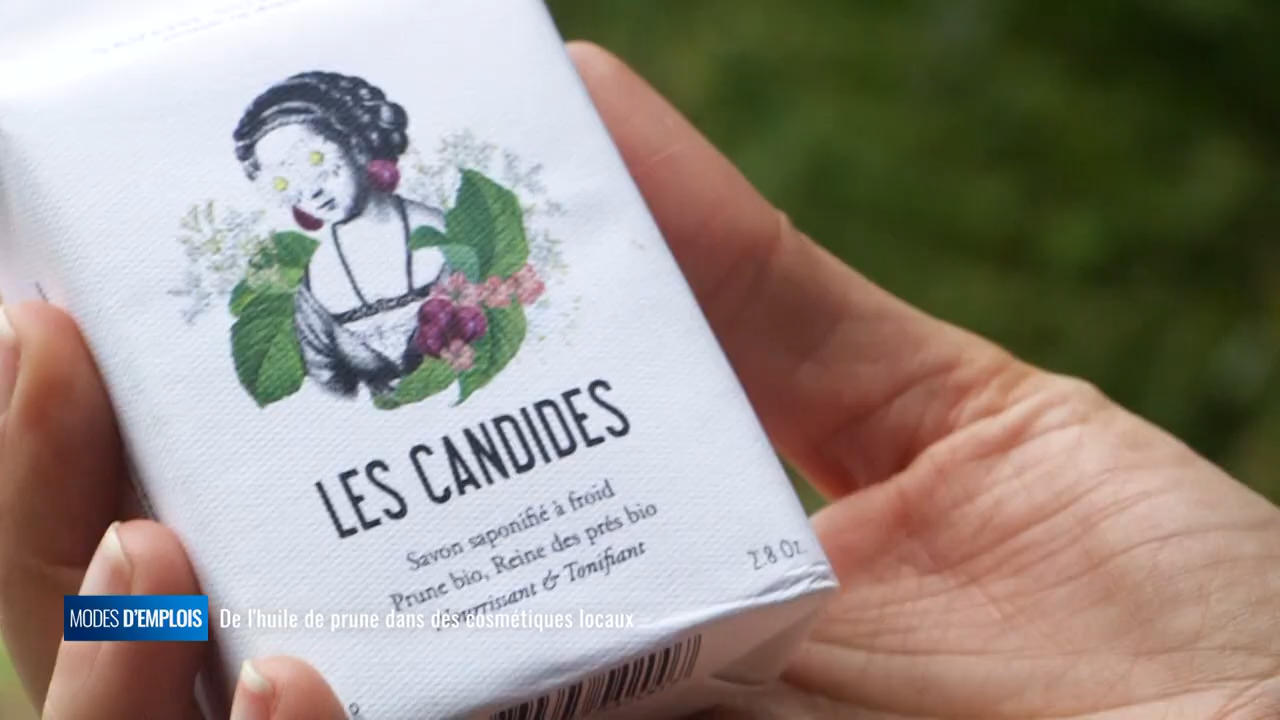 LES CANDIDES
Savon saponifié à froid
Prune bio, Reine des prés bio
Nourrissant & Tonifiant
2.8 Oz.
MODES D'EMPLOIS
De l'huile de prune dans des cosmétiques locaux